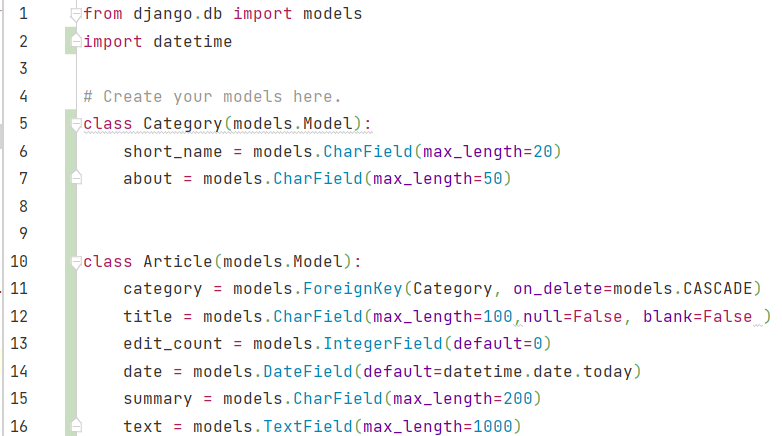 1 from django.db import models
2 import datetime
3
4 # Create your models here.
5 class Category(models.Model):
6     short_name = models.CharField(max_length=20)
7     about = models.CharField(max_length=50)
8
9
10 class Article(models.Model):
11     category = models.ForeignKey(Category, on_delete=models.CASCADE)
12     title = models.CharField(max_length=100,null=False, blank=False )
13     edit_count = models.IntegerField(default=0)
14     date = models.DateField(default=datetime.date.today)
15     summary = models.CharField(max_length=200)
16     text = models.TextField(max_length=1000)